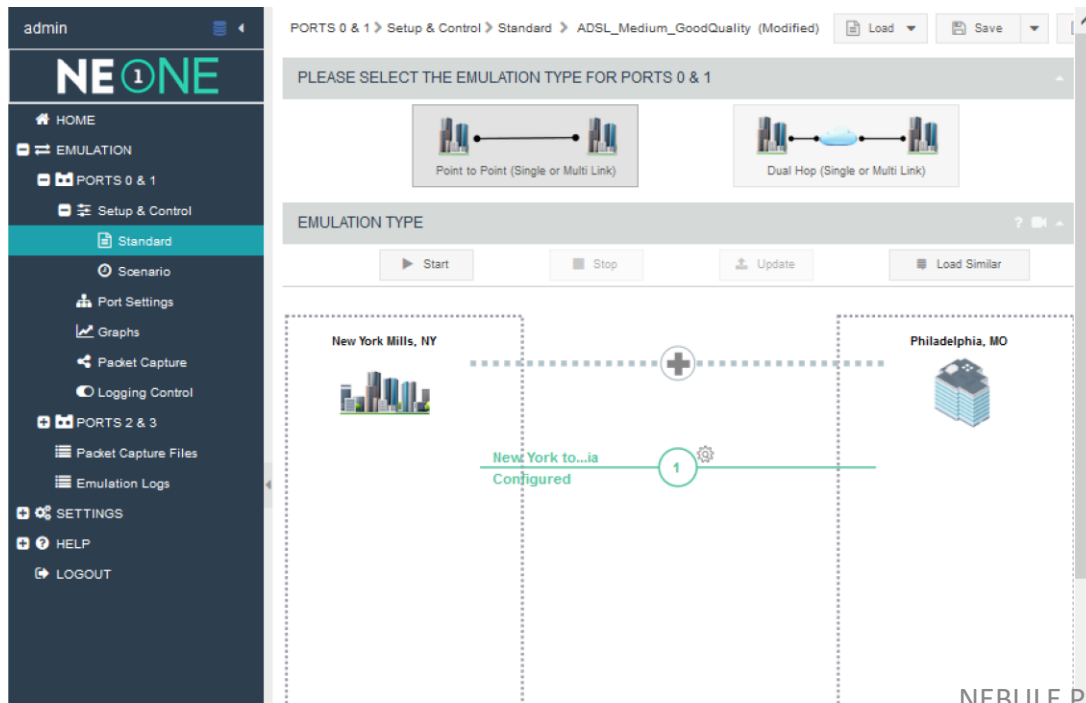 admin
PORTS 0 & 1 > Setup & Control > Standard > ADSL_Medium_GoodQuality (Modified)
Load
Save
NE1NE
HOME
EMULATION
PORTS 0 & 1
Setup & Control
Standard
Scenario
Port Settings
Graphs
Packet Capture
Logging Control
PORTS 2 & 3
Packet Capture Files
Emulation Logs
SETTINGS
HELP
LOGOUT
PLEASE SELECT THE EMULATION TYPE FOR PORTS 0 & 1
Point to Point (Single or Multi Link)
Dual Hop (Single or Multi Link)
EMULATION TYPE
?
Start
Stop
Update
Load Similar
New York Mills, NY
Philadelphia, MO
New York to...ia
Configured
1